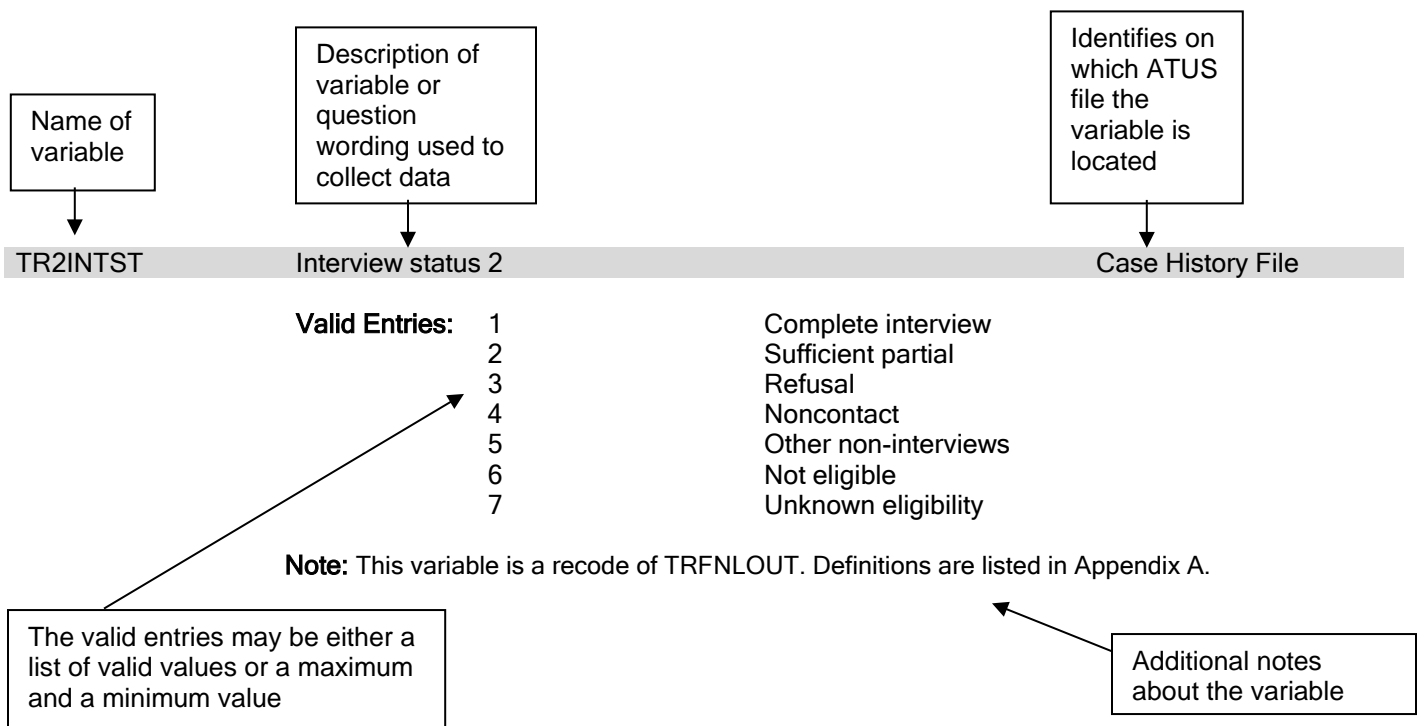 Name of
variable
Description of
variable or
question
wording used to
collect data
Identifies on
which ATUS
file the
variable is
located
TR2INTST Interview status 2 Case History File
Valid Entries: 1 Complete interview
2 Sufficient partial
3 Refusal
4 Noncontact
5 Other non-interviews
6 Not eligible
7 Unknown eligibility
Note: This variable is a recode of TRFNLOUT. Definitions are listed in Appendix A.
The valid entries may be either a
list of valid values or a maximum
and a minimum value
Additional notes
about the variable